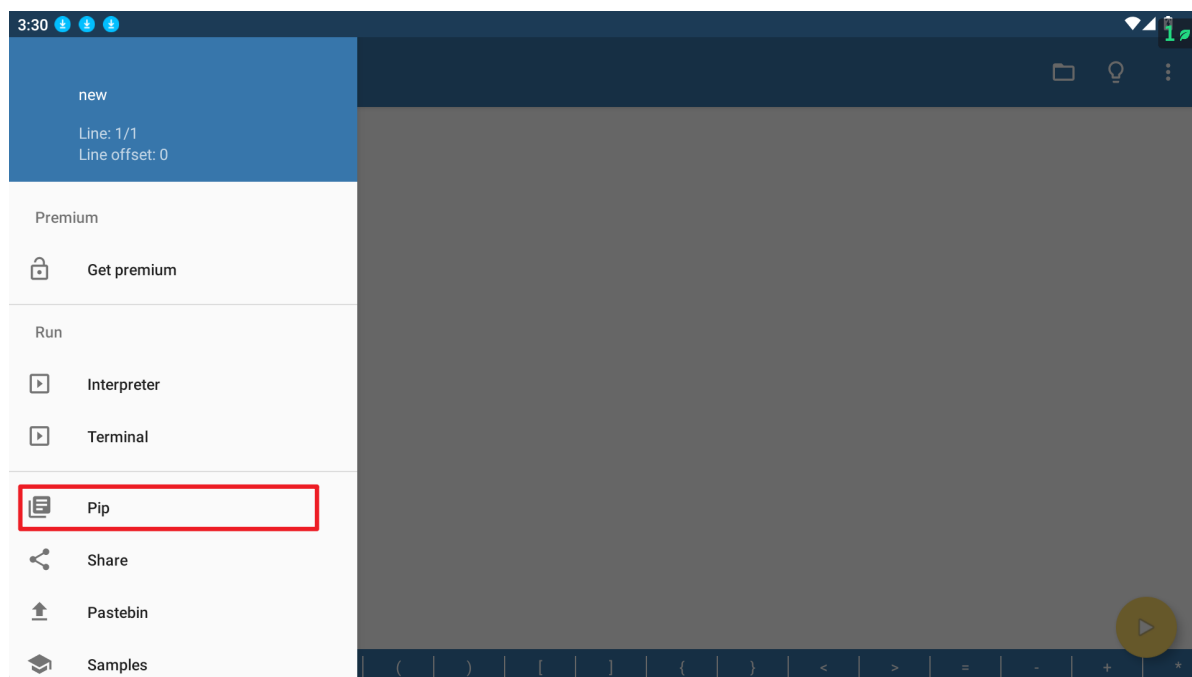 3:30
1
new
Line: 1/1
Line offset: 0
Premium
Get premium
Run
Interpreter
Terminal
Pip
Share
Pastebin
Samples
( ) [ ] { } < > = - + *